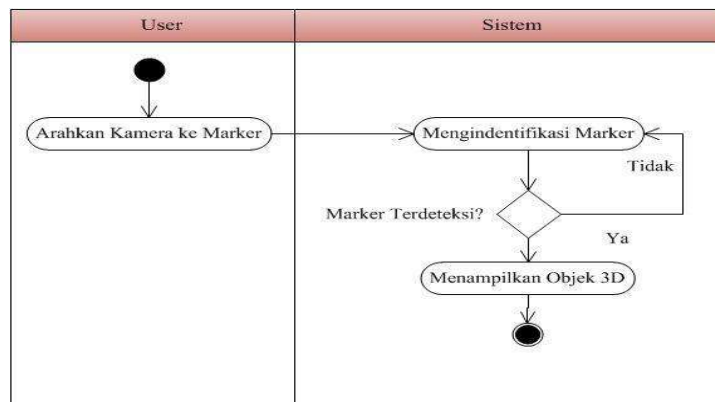 User
Sistem
Arahkan Kamera ke Marker
Mengindentifikasi Marker
Tidak
Marker Terdeteksi?
Ya
Menampilkan Objek 3D